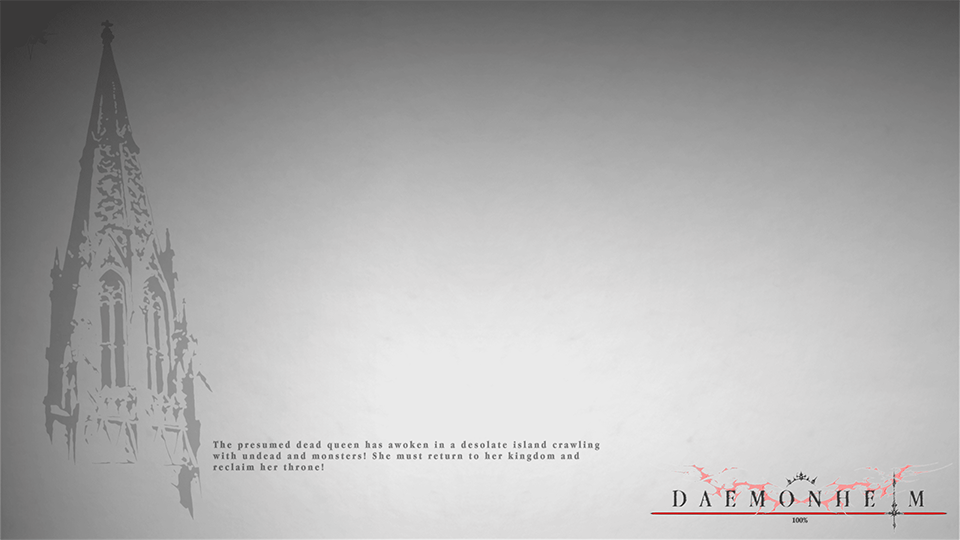 The presumed dead queen has awoken in a desolate island crawling
with undead and monsters! She must return to her kingdom and
reclaim her throne!
DAEMONHEIM
100%